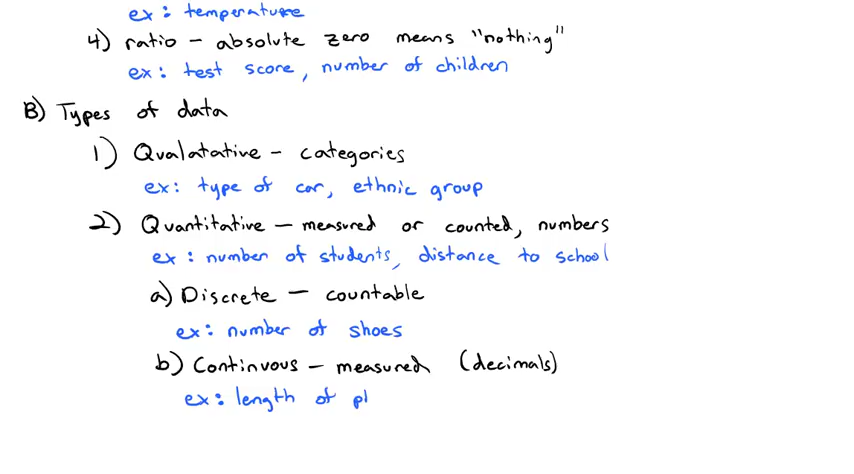 ex: temperature
4) ratio - absolute zero means "nothing"
ex: test score, number of children
B) Types of data
1) Qualatative - categories
ex: type of car, ethnic group
2) Quantitative - measured or counted, numbers
ex: number of students, distance to school
a) Discrete - countable
ex: number of shoes
b) Continuous - measured (decimals)
ex: length of pl